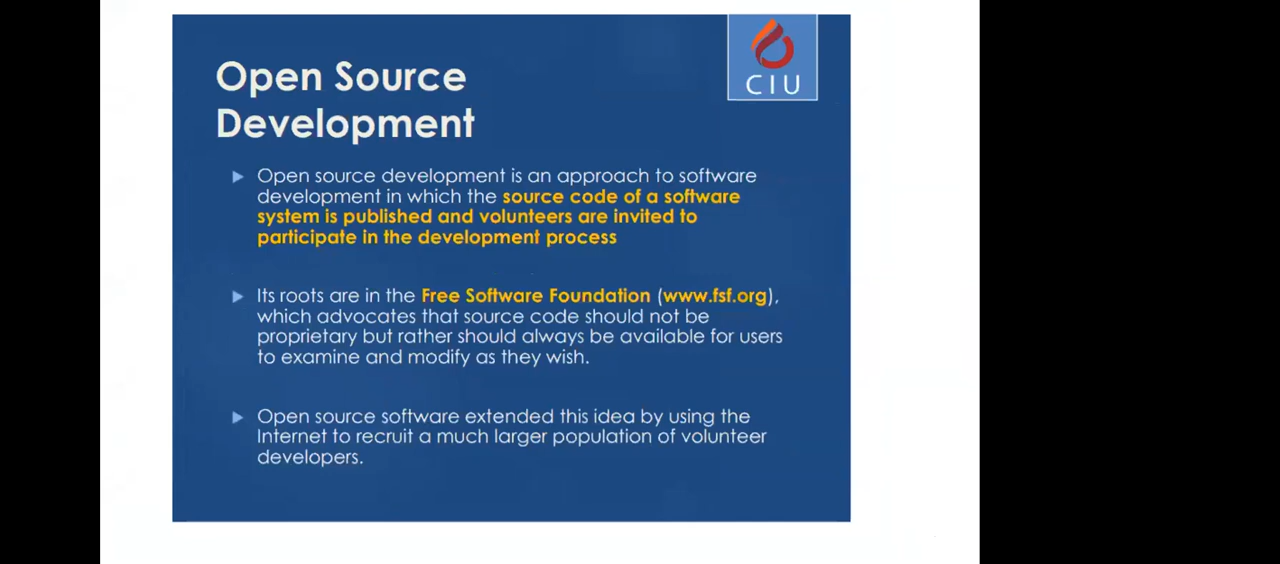 CIU
Open Source
Development
Open source development is an approach to software
development in which the source code of a software
system is published and volunteers are invited to
participate in the development process
Its roots are in the Free Software Foundation (www.fsf.org),
which advocates that source code should not be
proprietary but rather should always be available for users
to examine and modify as they wish.
Open source software extended this idea by using the
Internet to recruit a much larger population of volunteer
developers.